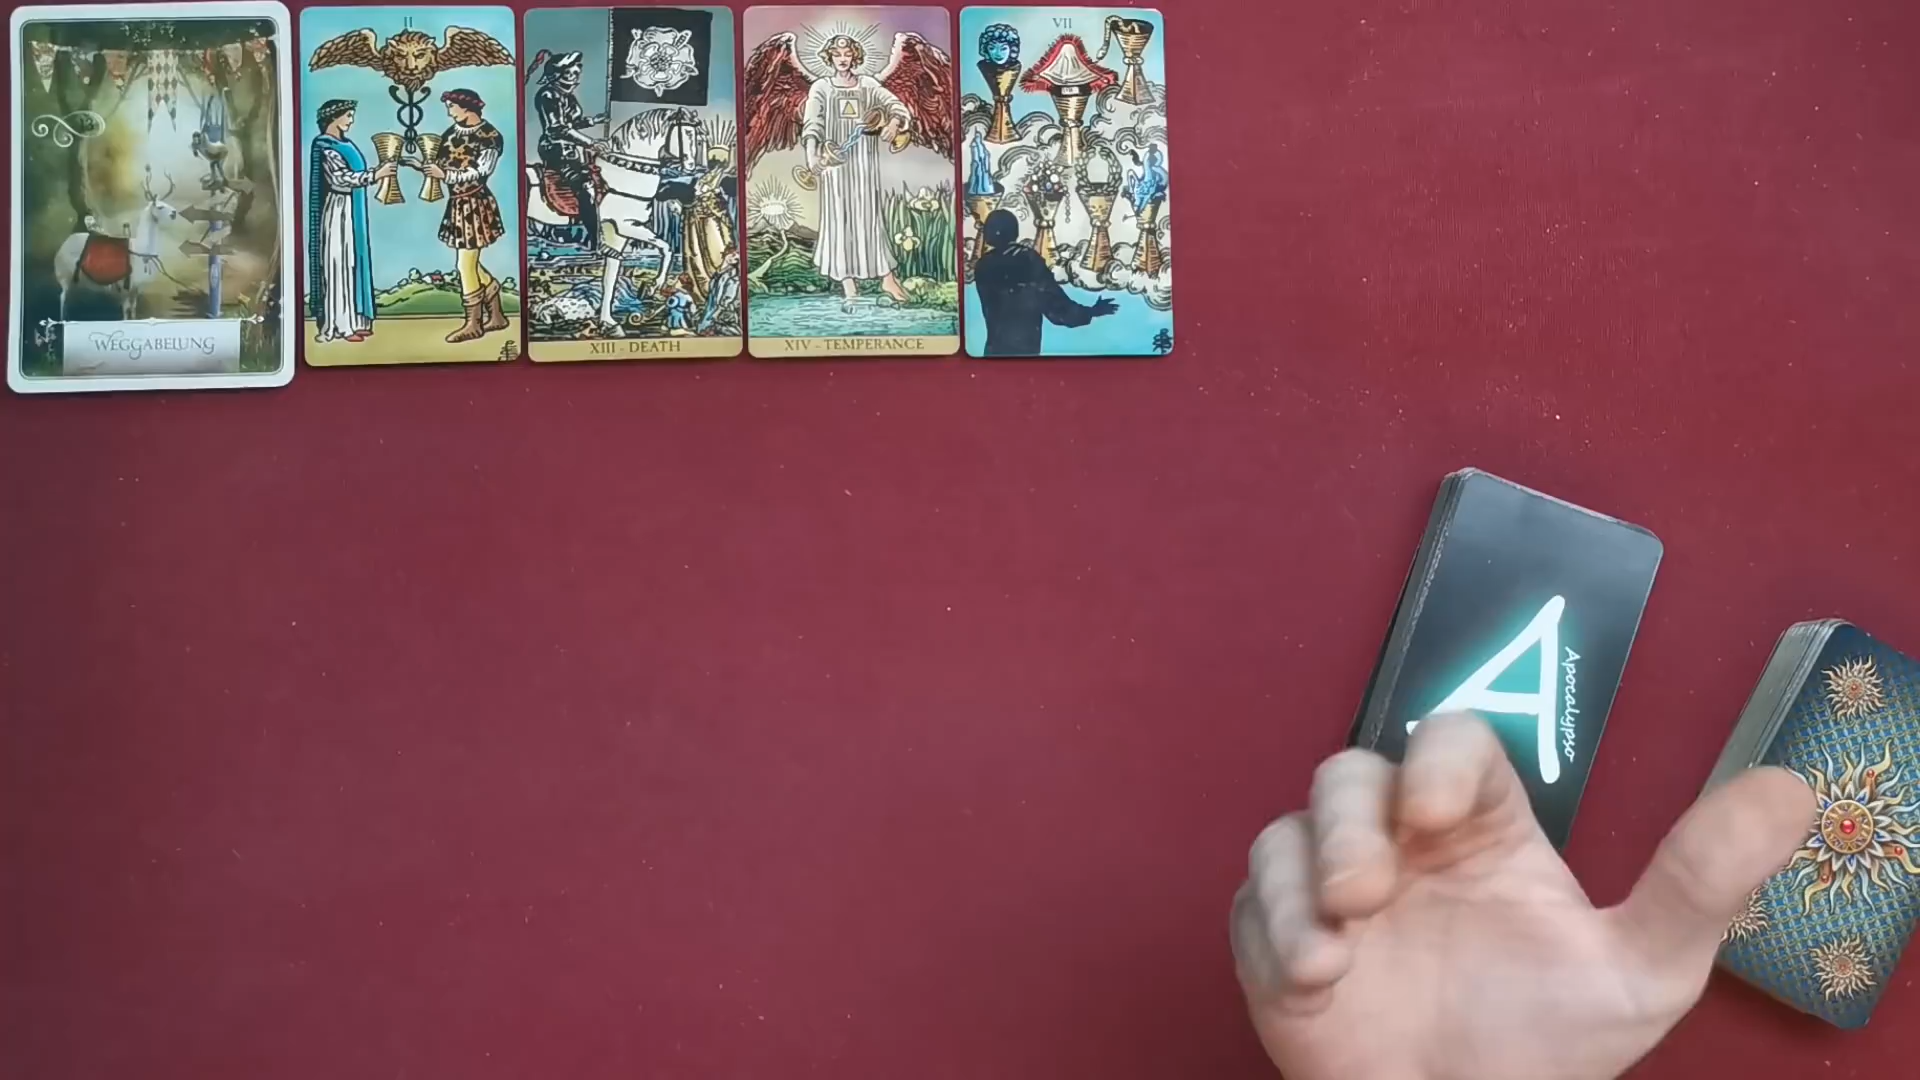 WEGGABELUNG
II
XIII - DEATH
XIV - TEMPERANCE
VII
A
Apocalypso